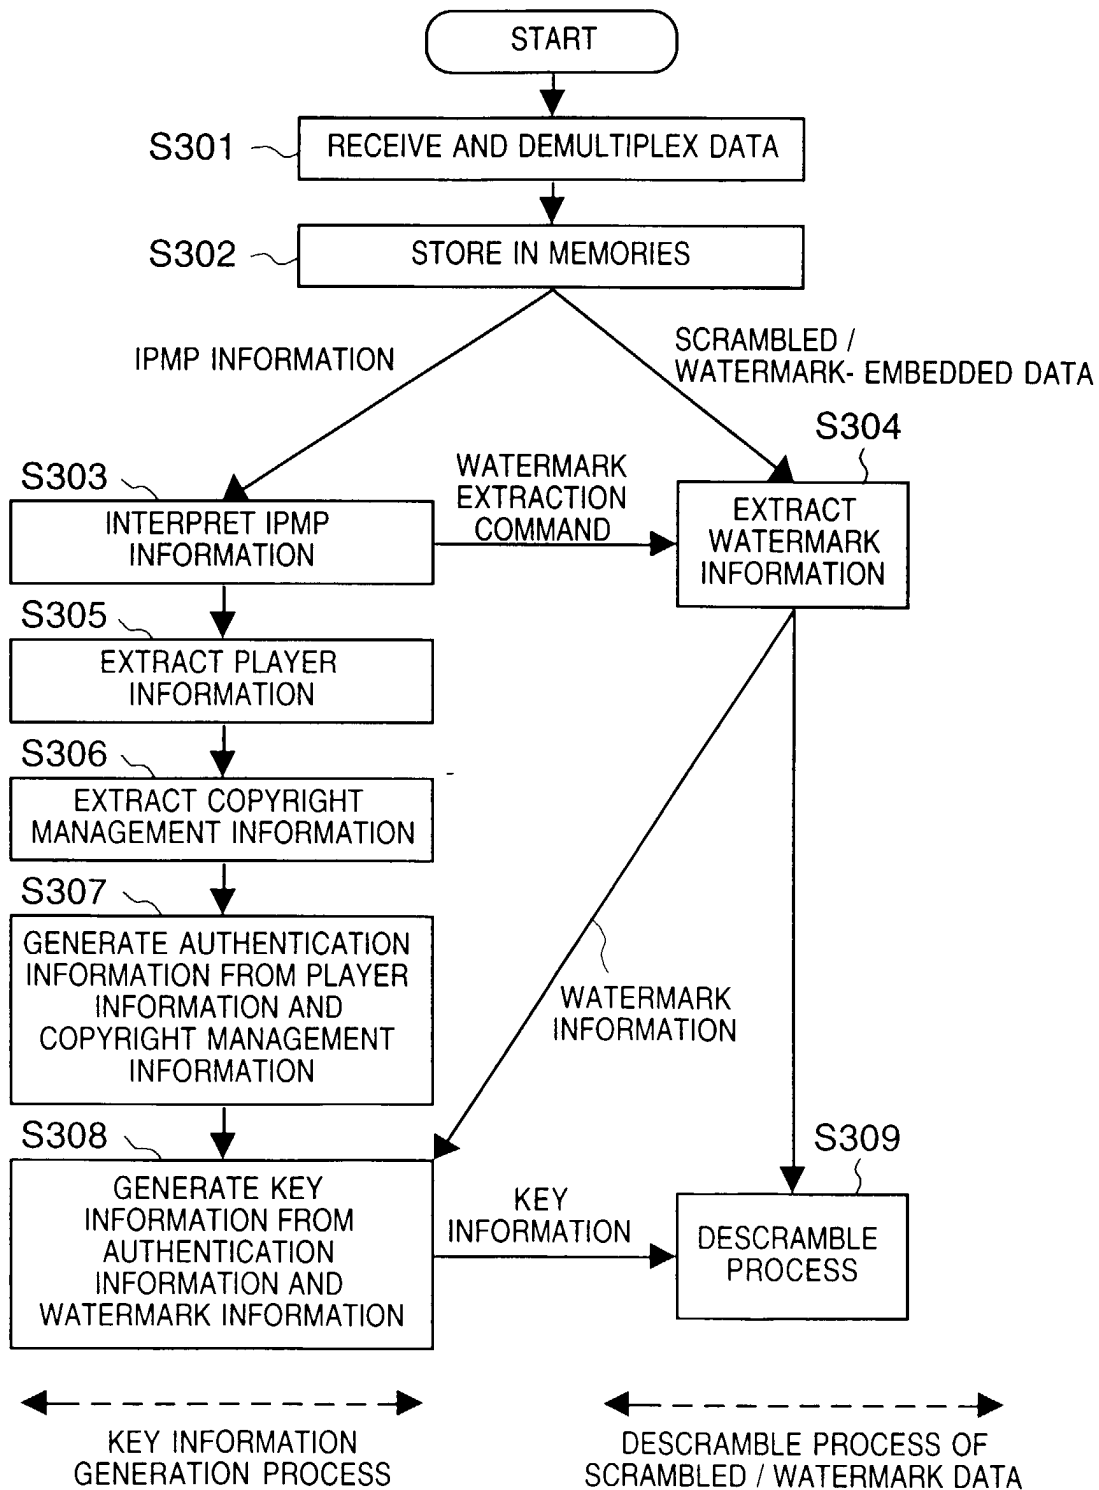 START
S301
RECEIVE AND DEMULTIPLEX DATA
S302
STORE IN MEMORIES
IPMP INFORMATION
SCRAMBLED /
WATERMARK- EMBEDDED DATA
S303
INTERPRET IPMP
INFORMATION
WATERMARK
EXTRACTION
COMMAND
S304
EXTRACT
WATERMARK
INFORMATION
S305
EXTRACT PLAYER
INFORMATION
S306
EXTRACT COPYRIGHT
MANAGEMENT INFORMATION
S307
GENERATE AUTHENTICATION
INFORMATION FROM PLAYER
INFORMATION AND
COPYRIGHT MANAGEMENT
INFORMATION
WATERMARK
INFORMATION
S308
GENERATE KEY
INFORMATION FROM
AUTHENTICATION
INFORMATION AND
WATERMARK INFORMATION
KEY
INFORMATION
S309
DESCRAMBLE
PROCESS
KEY INFORMATION
GENERATION PROCESS
DESCRAMBLE PROCESS OF
SCRAMBLED / WATERMARK DATA